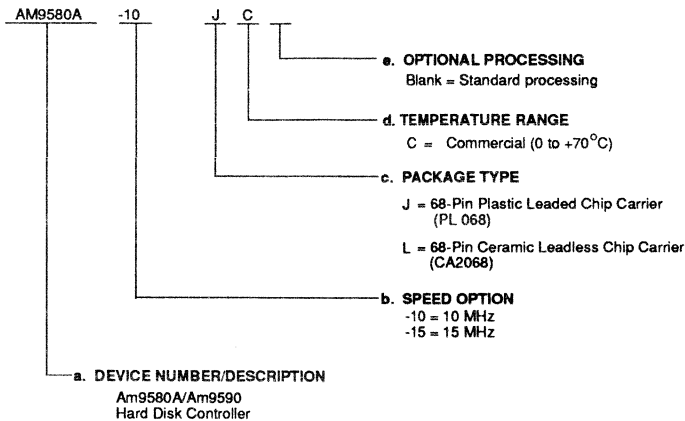 AM9580A -10 J C
e. OPTIONAL PROCESSING
Blank = Standard processing
d. TEMPERATURE RANGE
C = Commercial (0 to +70°C)
c. PACKAGE TYPE
J = 68-Pin Plastic Leaded Chip Carrier
(PL 068)
L = 68-Pin Ceramic Leadless Chip Carrier
(CA2068)
b. SPEED OPTION
-10 = 10 MHz
-15 = 15 MHz
a. DEVICE NUMBER/DESCRIPTION
Am9580A/Am9590
Hard Disk Controller